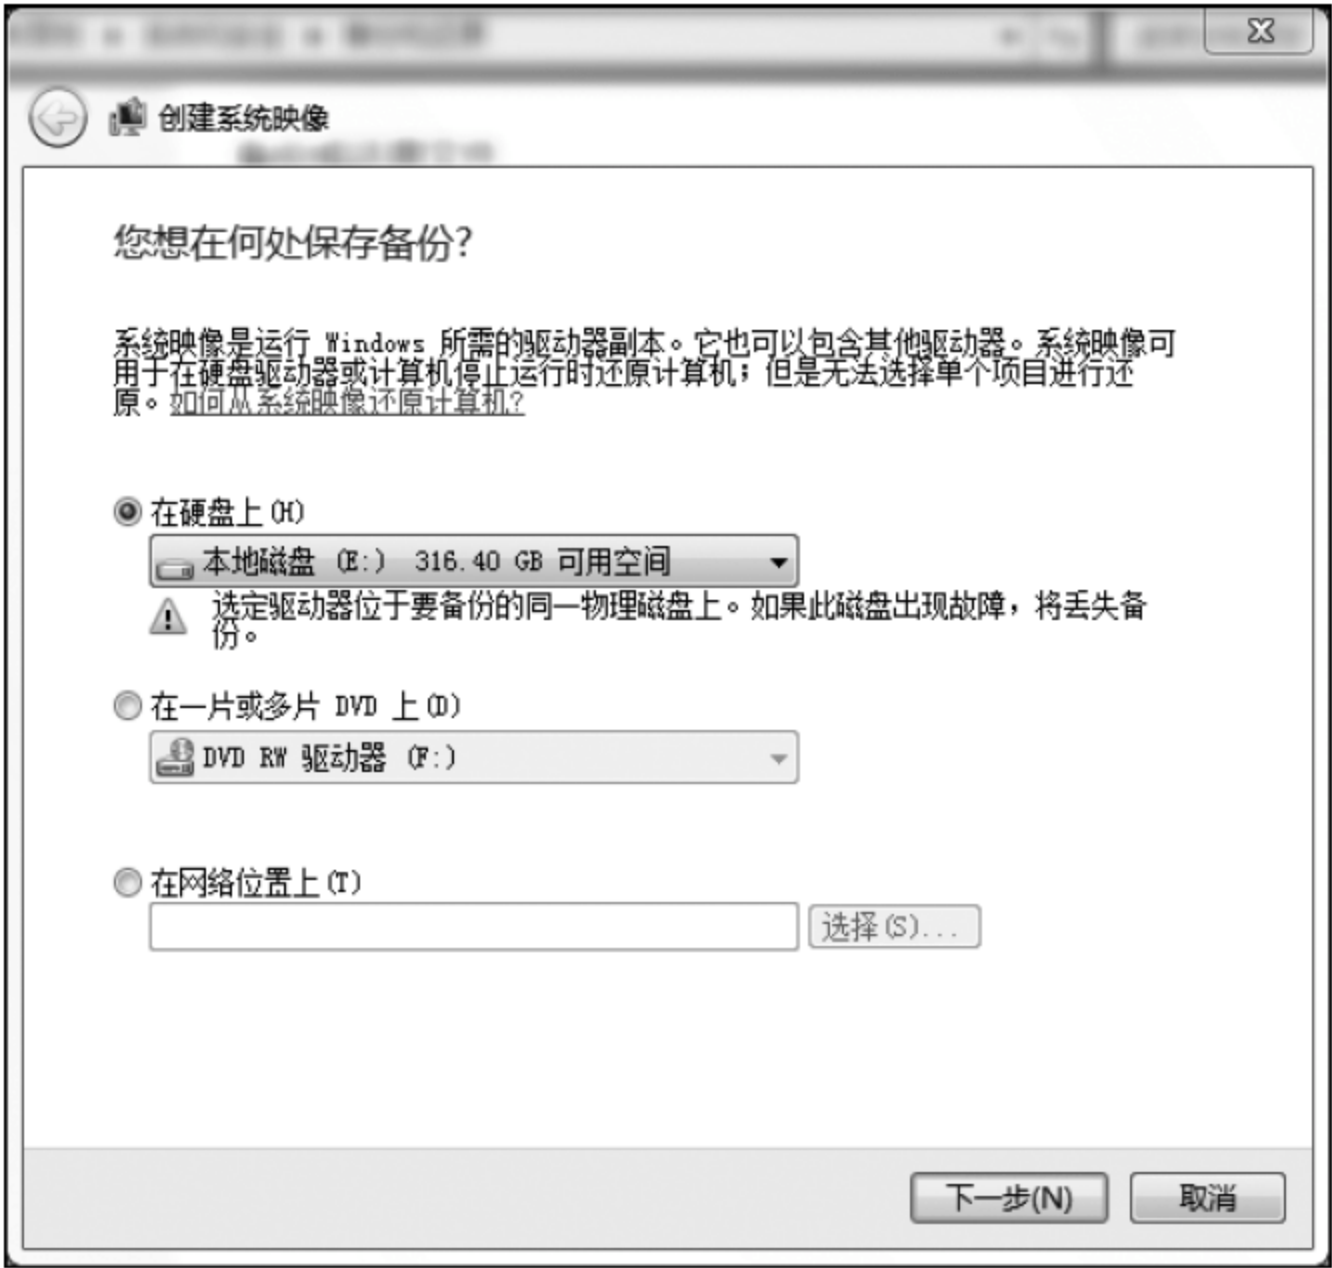 创建系统映像
您想在何处保存备份?
系统映像是运行 Windows 所需的驱动器副本。它也可以包含其他驱动器。系统映像可
用于在硬盘驱动器或计算机停止运行时还原计算机；但是无法选择单个项目进行还
原。如何从系统映像还原计算机?
在硬盘上(H)
本地磁盘 (E:) 316.40 GB 可用空间
选定驱动器位于要备份的同一物理磁盘上。如果此磁盘出现故障，将丢失备
份。
在一片或多片 DVD 上(D)
DVD RW 驱动器 (F:)
在网络位置上(T)
选择(S)...
下一步(N)
取消